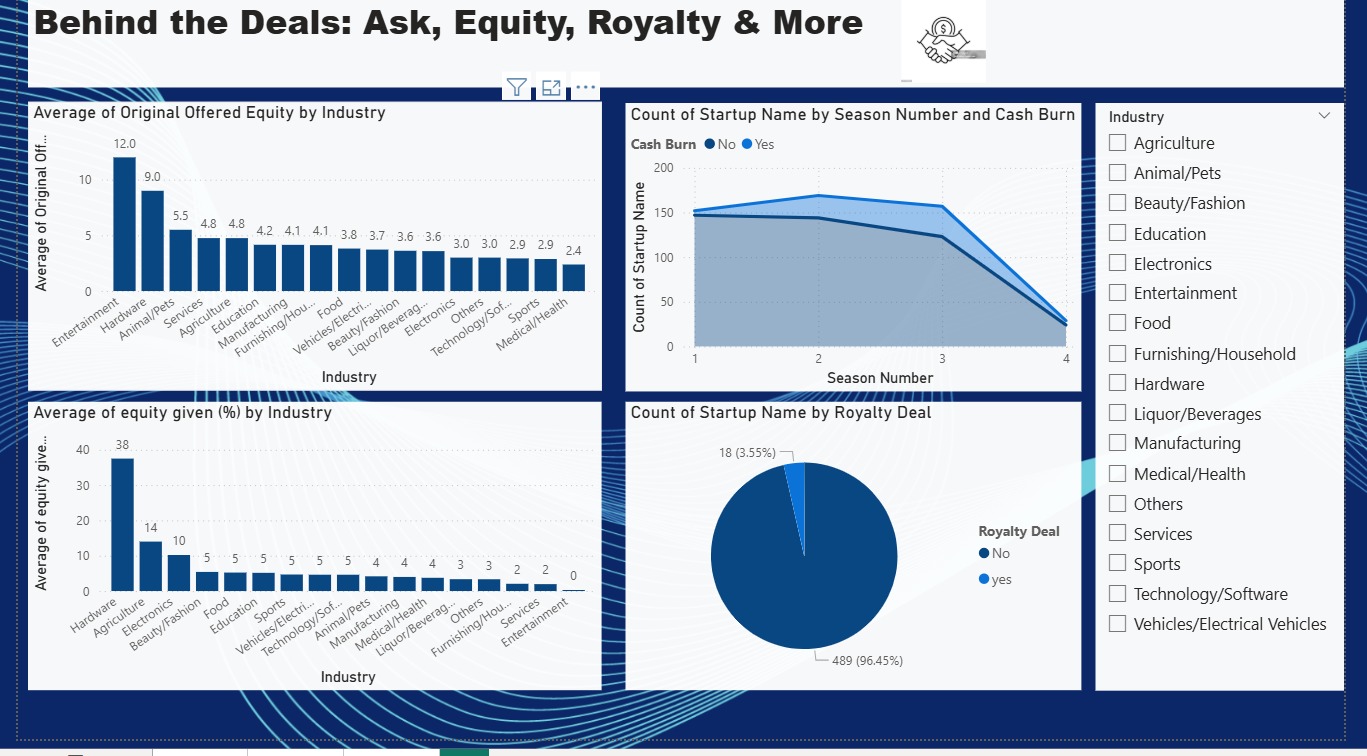 Behind the Deals: Ask, Equity, Royalty & More
Average of Original Offered Equity by Industry
Average of Original Off...
10
5
0
12.0
9.0
5.5
4.8
4.8
4.2
4.1
4.1
3.8
3.7
3.6
3.6
3.0
3.0
2.9
2.9
2.4
Entertainment
Hardware
Animal/Pets
Services
Agriculture
Education
Manufacturing
Furnishing/Hou...
Food
Vehicles/Electri...
Beauty/Fashion
Liquor/Beverag...
Electronics
Others
Technology/Sof...
Sports
Medical/Health
Industry
Count of Startup Name by Season Number and Cash Burn
Cash Burn No Yes
Count of Startup Name
200
150
100
50
0
1 2 3 4
Season Number
Average of equity given (%) by Industry
Average of equity give...
40
30
20
10
0
38
14
10
5
5
5
5
5
5
4
4
4
3
3
2
2
0
Hardware
Agriculture
Electronics
Beauty/Fashion
Food
Education
Sports
Vehicles/Electri...
Technology/Sof...
Animal/Pets
Manufacturing
Medical/Health
Liquor/Beverag...
Others
Furnishing/Hou...
Services
Entertainment
Industry
Count of Startup Name by Royalty Deal
18 (3.55%)
489 (96.45%)
Royalty Deal
No
yes
Industry
Agriculture
Animal/Pets
Beauty/Fashion
Education
Electronics
Entertainment
Food
Furnishing/Household
Hardware
Liquor/Beverages
Manufacturing
Medical/Health
Others
Services
Sports
Technology/Software
Vehicles/Electrical Vehicles